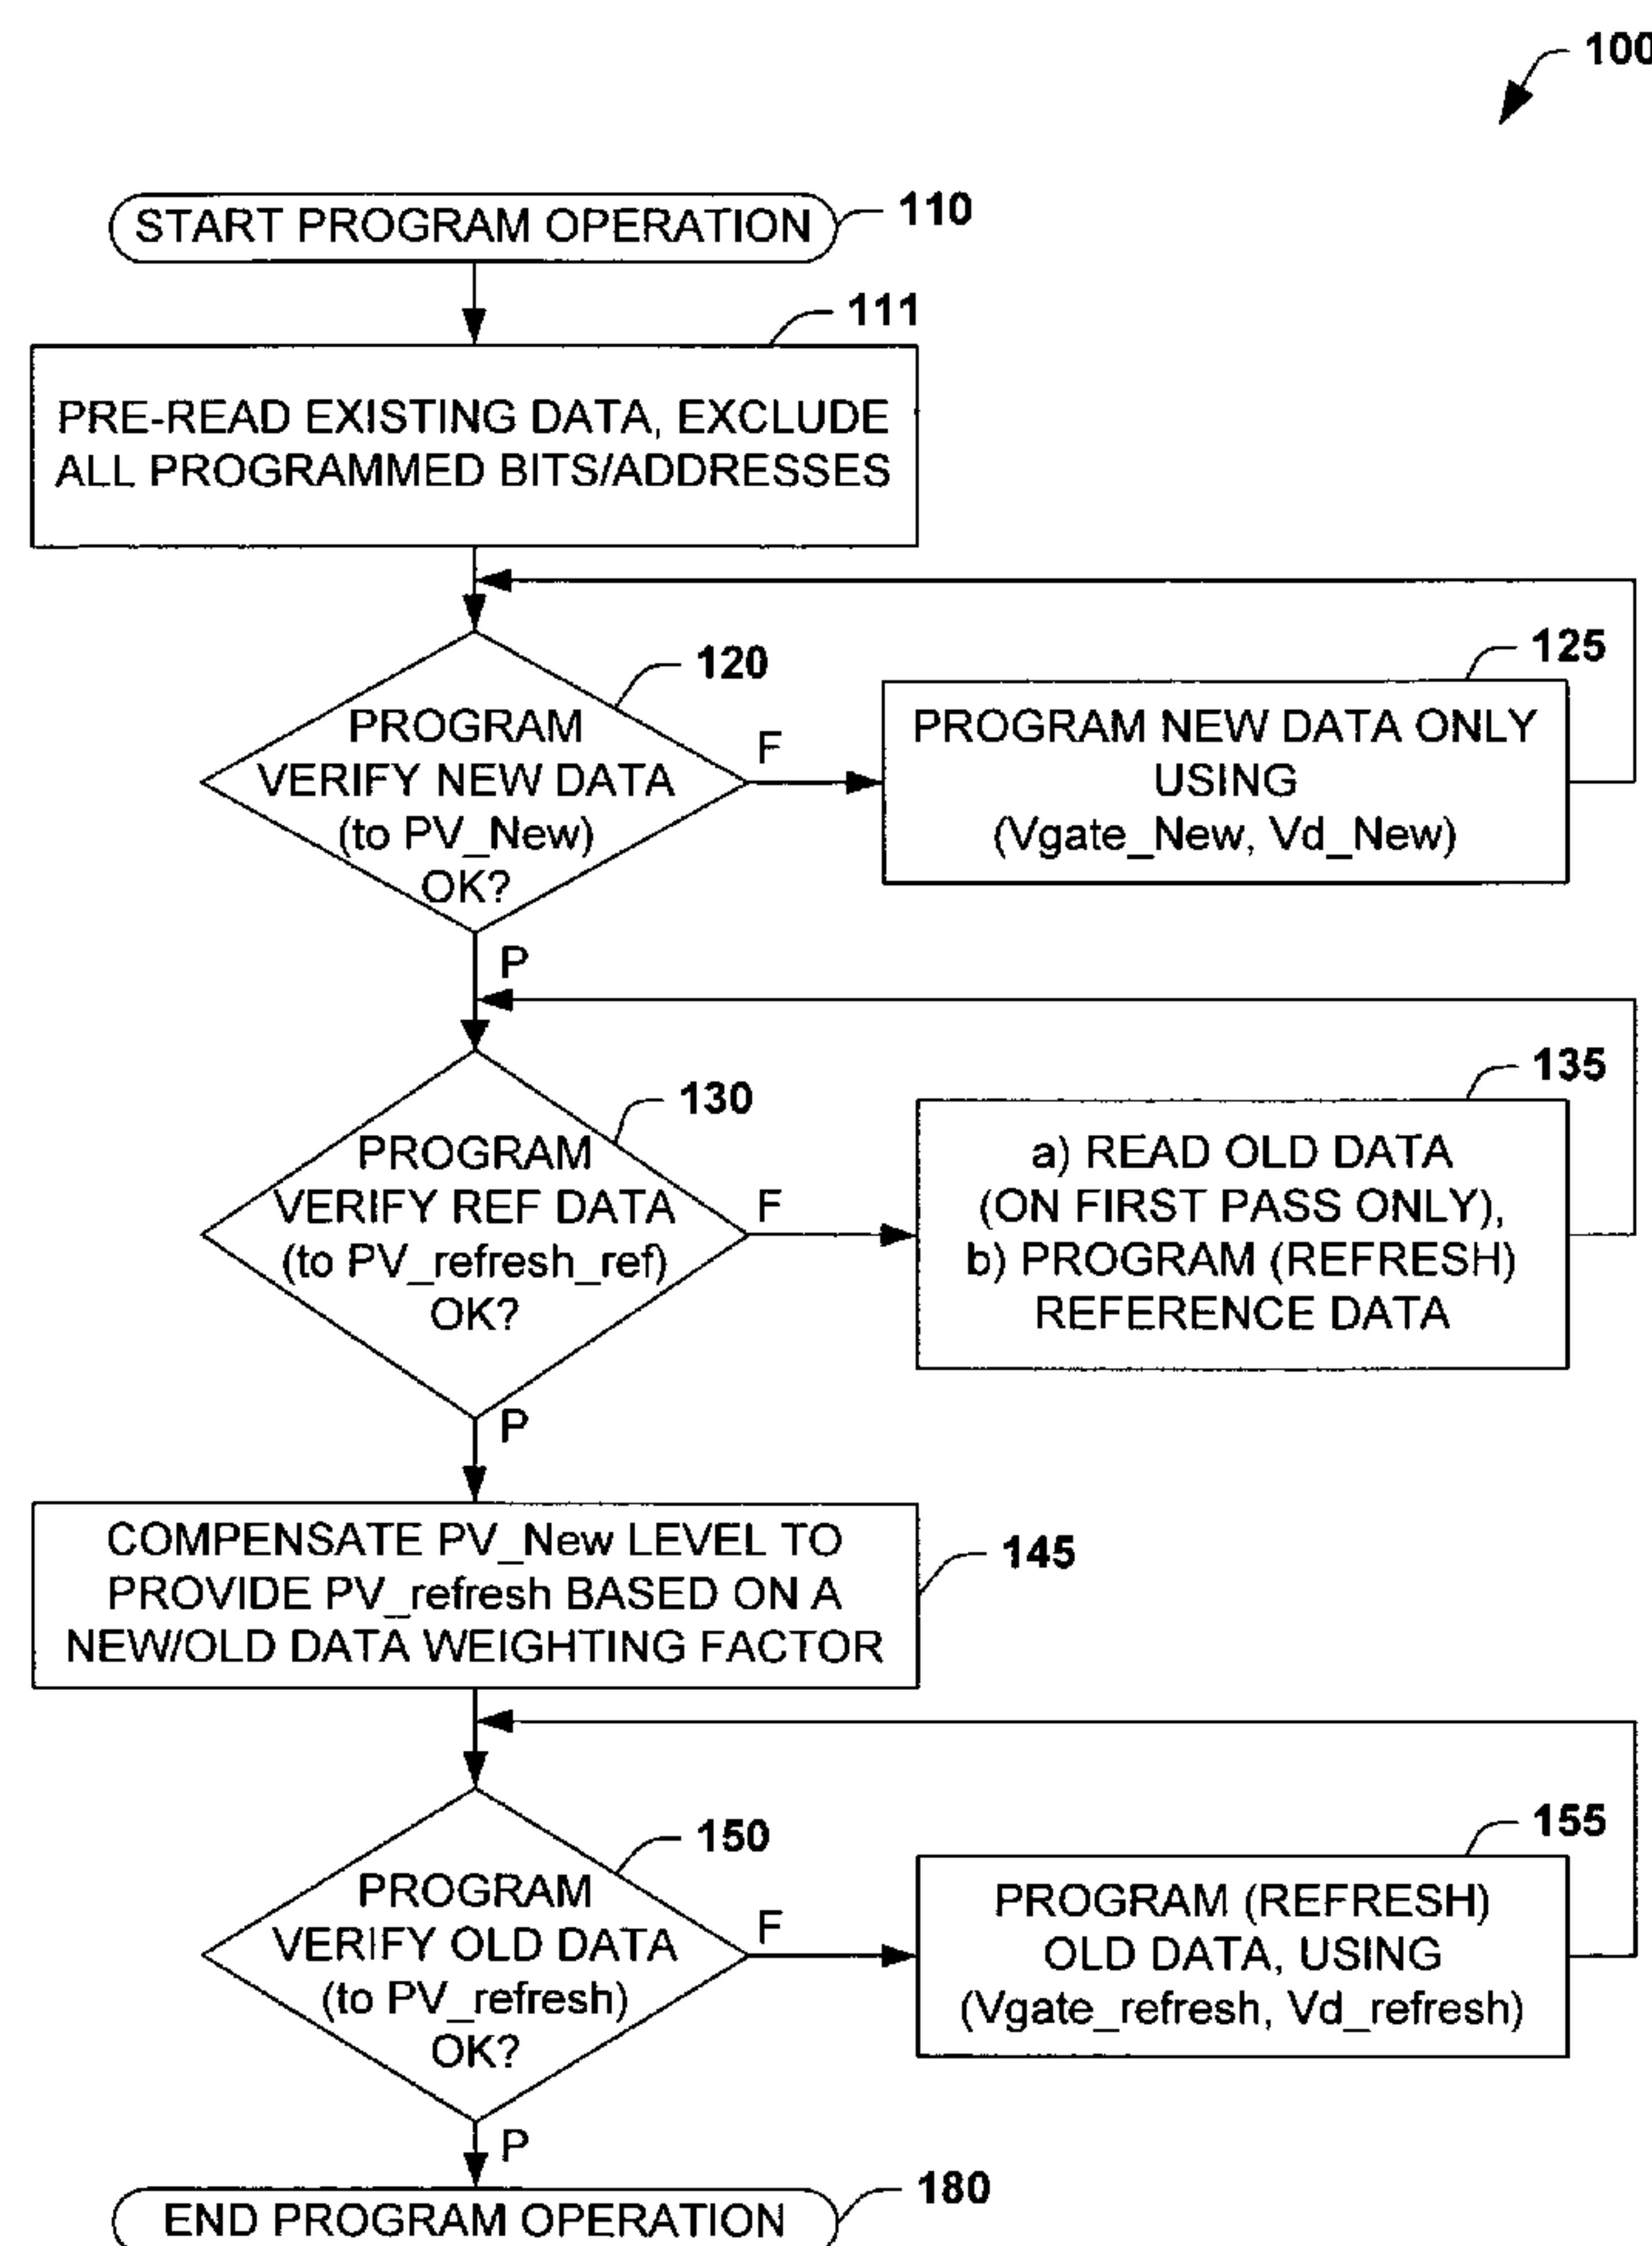 100
START PROGRAM OPERATION
110
111
PRE-READ EXISTING DATA, EXCLUDE
ALL PROGRAMMED BITS/ADDRESSES
120
PROGRAM
VERIFY NEW DATA
(to PV_New)
OK?
F
125
PROGRAM NEW DATA ONLY
USING
(Vgate_New, Vd_New)
P
130
PROGRAM
VERIFY REF DATA
(to PV_refresh_ref)
OK?
F
135
a) READ OLD DATA
(ON FIRST PASS ONLY),
b) PROGRAM (REFRESH)
REFERENCE DATA
P
COMPENSATE PV_New LEVEL TO
PROVIDE PV_refresh BASED ON A
NEW/OLD DATA WEIGHTING FACTOR
145
150
PROGRAM
VERIFY OLD DATA
(to PV_refresh)
OK?
F
155
PROGRAM (REFRESH)
OLD DATA, USING
(Vgate_refresh, Vd_refresh)
P
END PROGRAM OPERATION
180